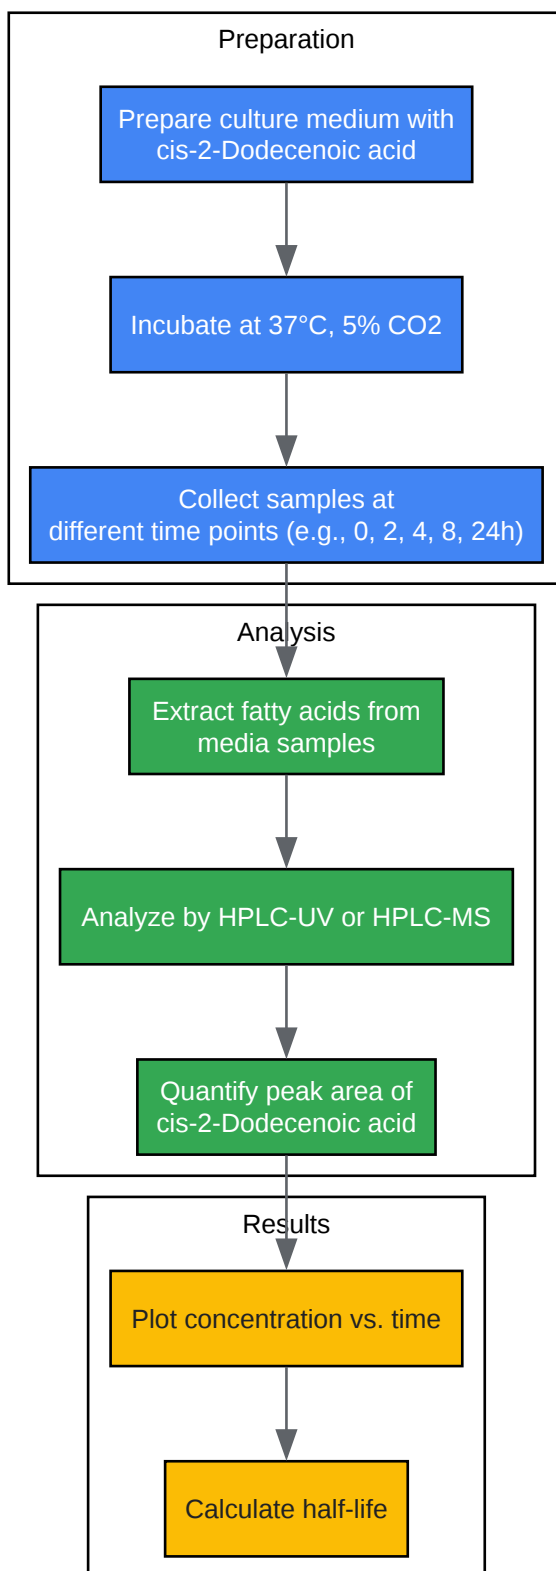 Preparation
Prepare culture medium with
cis-2-Dodecenoic acid
Incubate at 37°C, 5% CO2
Collect samples at
different time points (e.g., 0, 2, 4, 8, 24h)
Analysis
Extract fatty acids from
media samples
Analyze by HPLC-UV or HPLC-MS
Quantify peak area of
cis-2-Dodecenoic acid
Results
Plot concentration vs. time
Calculate half-life